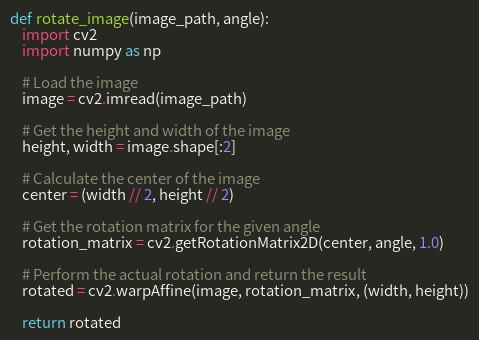 def rotate_image(image_path, angle):
    import cv2
    import numpy as np

    # Load the image
    image = cv2.imread(image_path)

    # Get the height and width of the image
    height, width = image.shape[:2]

    # Calculate the center of the image
    center = (width // 2, height // 2)

    # Get the rotation matrix for the given angle
    rotation_matrix = cv2.getRotationMatrix2D(center, angle, 1.0)

    # Perform the actual rotation and return the result
    rotated = cv2.warpAffine(image, rotation_matrix, (width, height))

    return rotated